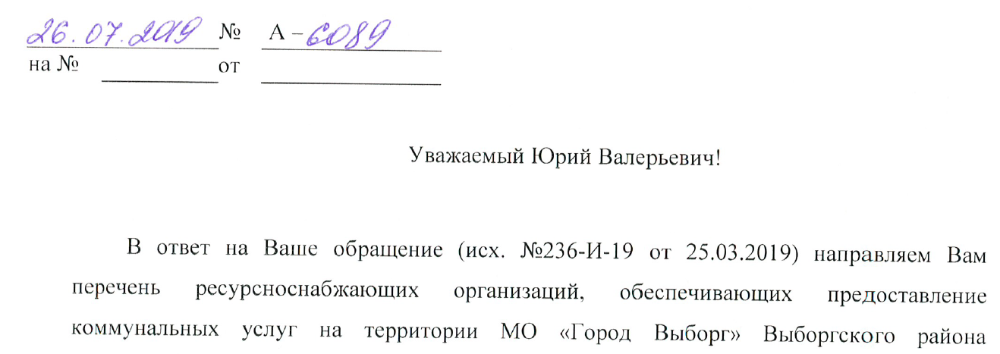 26.07.2019 № А – 6089
на № от
Уважаемый Юрий Валерьевич!
В ответ на Ваше обращение (исх. №236-И-19 от 25.03.2019) направляем Вам
перечень ресурсноснабжающих организаций, обеспечивающих предоставление
коммунальных услуг на территории МО «Город Выборг» Выборгского района